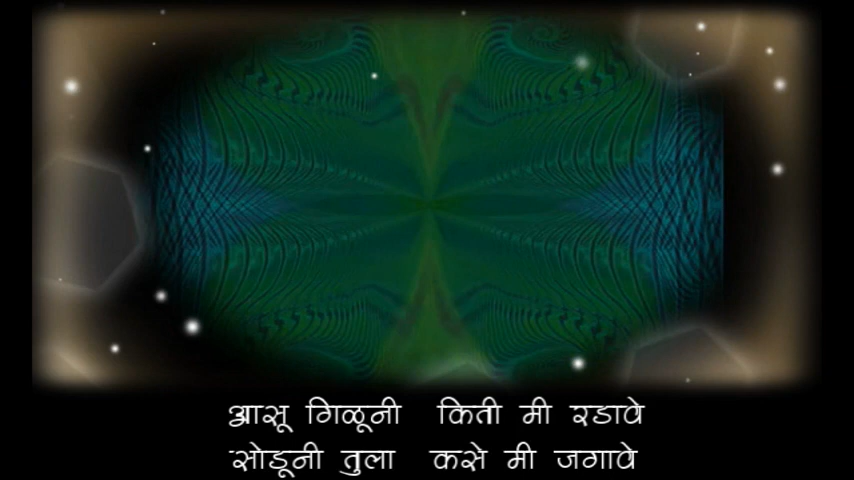 आसू गिळूनी किती मी रडावे
सोडूनी तुला कसे मी जगावे